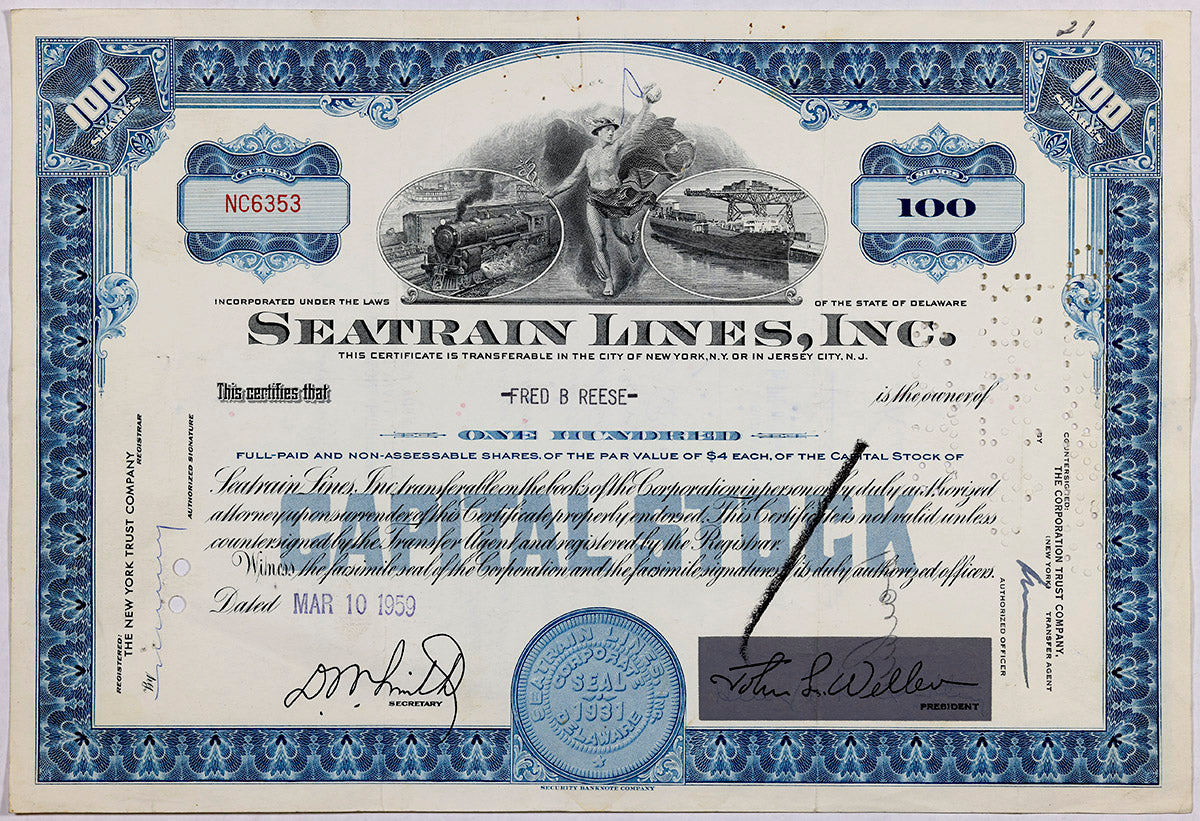 21
100
SHARES
100
SHARES
NUMBER
NC6353
SHARES
100
INCORPORATED UNDER THE LAWS
OF THE STATE OF DELAWARE
SEATRAIN LINES, INC.
THIS CERTIFICATE IS TRANSFERABLE IN THE CITY OF NEW YORK, N.Y. OR IN JERSEY CITY, N.J.
This certifies that
-FRED B REESE-
is the owner of
ONE HUNDRED
FULL-PAID AND NON-ASSESSABLE SHARES, OF THE PAR VALUE OF $4 EACH, OF THE CAPITAL STOCK OF
Seatrain Lines, Inc. transferable on the books of the Corporation in person or by duly authorized
attorney upon surrender of this Certificate properly endorsed. This Certificate is not valid unless
countersigned by the Transfer Agent and registered by the Registrar.
Witness the facsimile seal of the Corporation and the facsimile signatures of its duly authorized officers.
CAPITAL STOCK
Dated MAR 10 1959
D. M. Smith
SECRETARY
SEATRAIN LINES, INC.
CORPORATE
SEAL
1931
DELAWARE
John L. Weller
PRESIDENT
REGISTERED:
THE NEW YORK TRUST COMPANY
REGISTRAR
By
AUTHORIZED SIGNATURE
COUNTERSIGNED:
THE CORPORATION TRUST COMPANY,
(NEW YORK) TRANSFER AGENT
BY
AUTHORIZED OFFICER
SECURITY BANKNOTE COMPANY